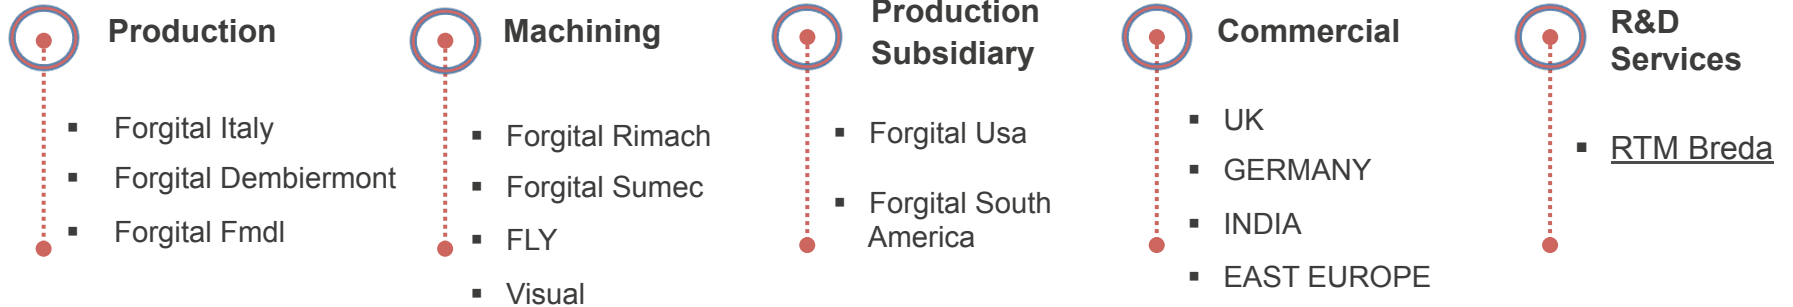 Production
▪ Forgital Italy
▪ Forgital Dembiermont
▪ Forgital Fmdl
Machining
▪ Forgital Rimach
▪ Forgital Sumec
▪ FLY
▪ Visual
Production
Subsidiary
▪ Forgital Usa
▪ Forgital South
America
Commercial
▪ UK
▪ GERMANY
▪ INDIA
▪ EAST EUROPE
R&D
Services
▪ RTM Breda